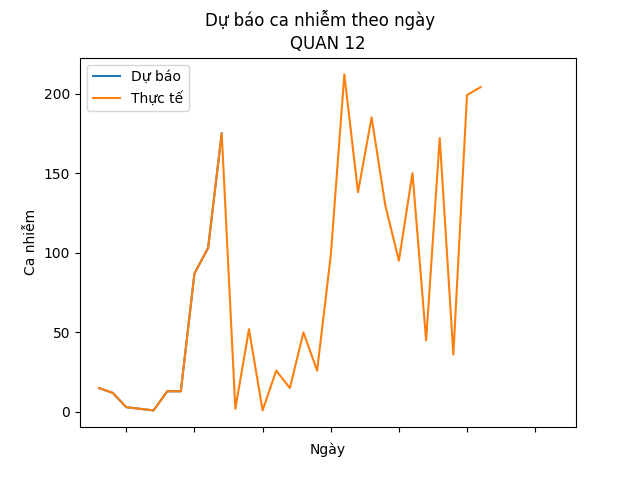 Dự báo ca nhiễm theo ngày
QUAN 12
Dự báo
Thực tế
200
150
100
50
0
Ca nhiễm
Ngày